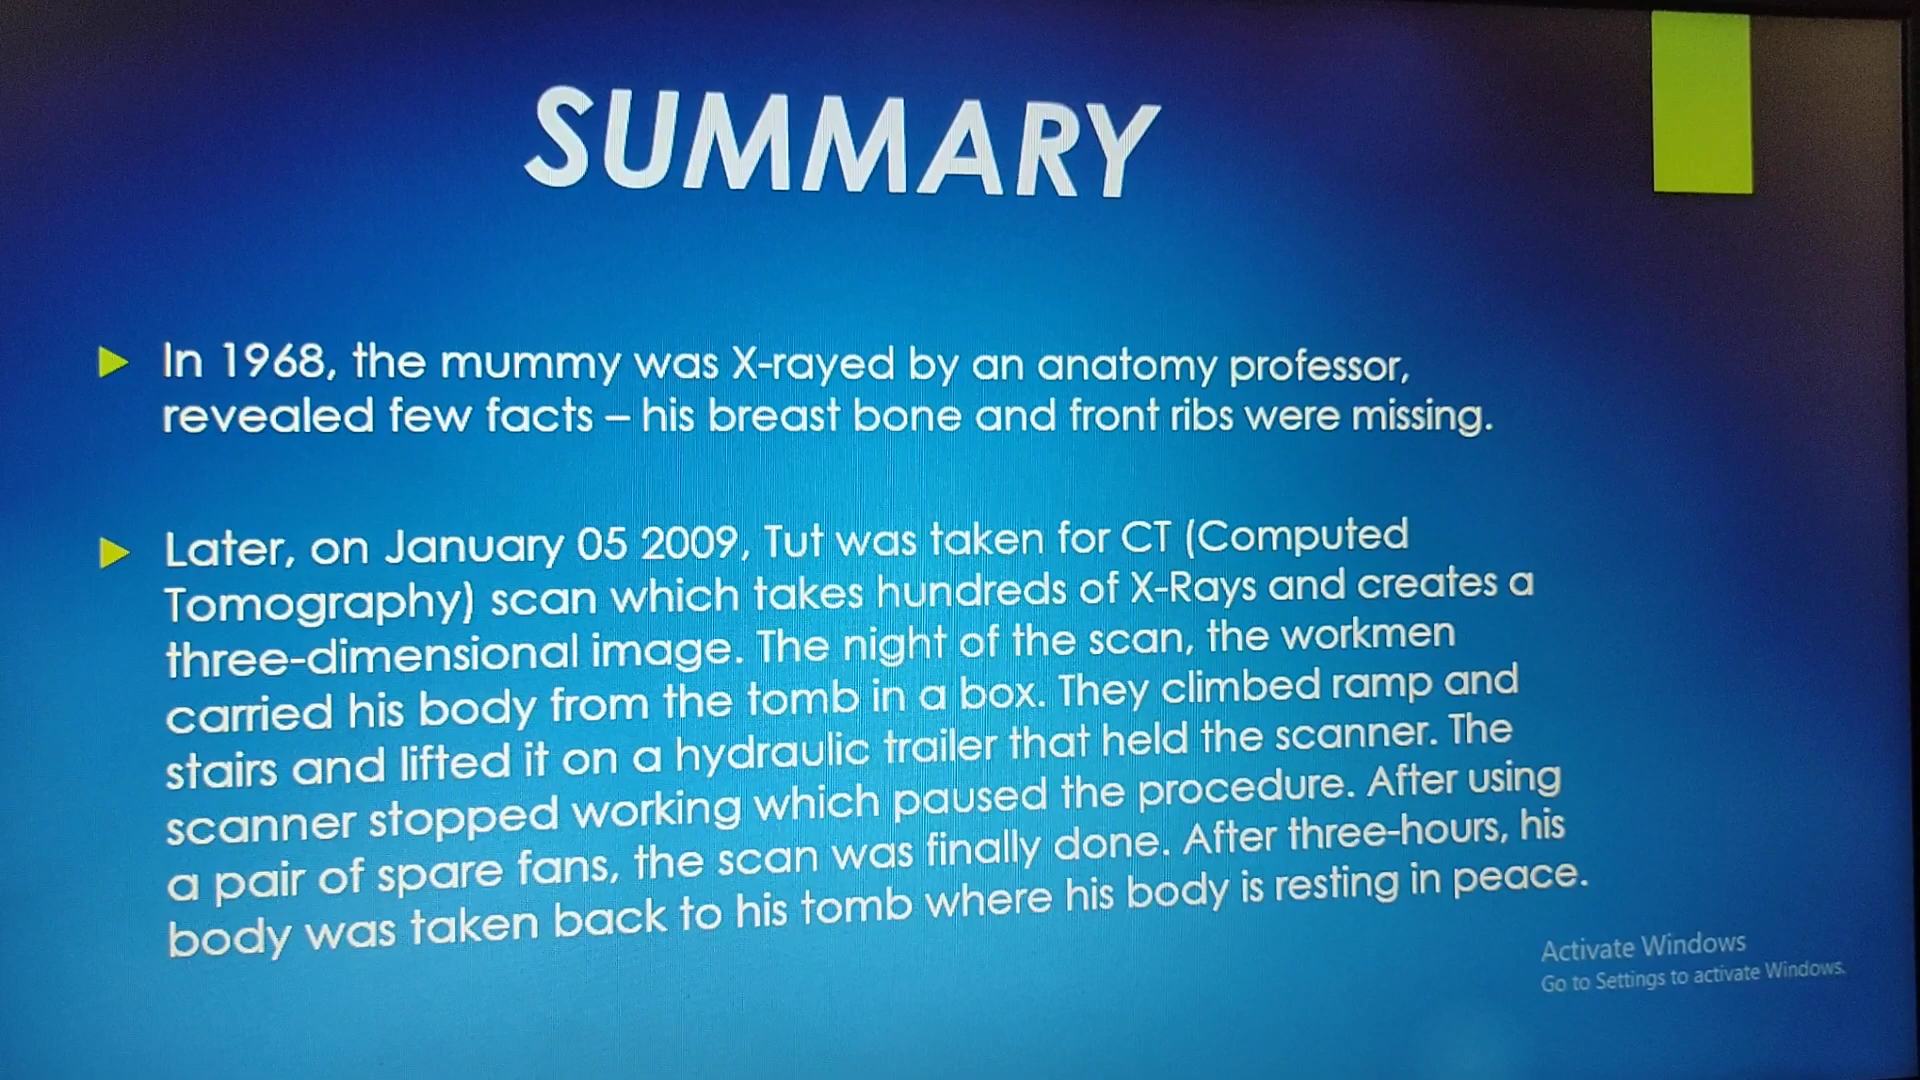 SUMMARY
In 1968, the mummy was X-rayed by an anatomy professor,
revealed few facts – his breast bone and front ribs were missing.
Later, on January 05 2009, Tut was taken for CT (Computed
Tomography) scan which takes hundreds of X-Rays and creates a
three-dimensional image. The night of the scan, the workmen
carried his body from the tomb in a box. They climbed ramp and
stairs and lifted it on a hydraulic trailer that held the scanner. The
scanner stopped working which paused the procedure. After using
a pair of spare fans, the scan was finally done. After three-hours, his
body was taken back to his tomb where his body is resting in peace.
Activate Windows
Go to Settings to activate Windows.